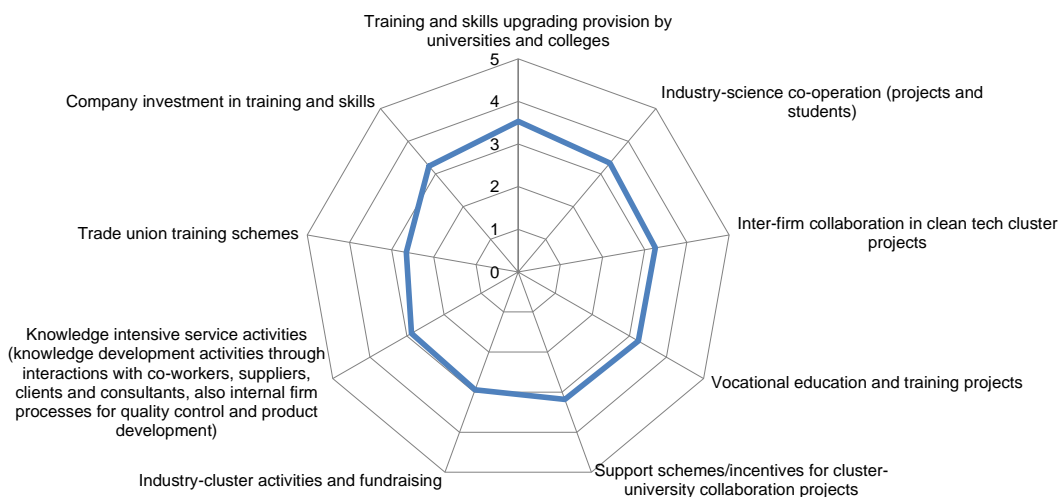 Training and skills upgrading provision by
universities and colleges
5
4
3
2
1
0
Industry-science co-operation (projects and
students)
Inter-firm collaboration in clean tech cluster
projects
Vocational education and training projects
Support schemes/incentives for cluster-
university collaboration projects
Industry-cluster activities and fundraising
Knowledge intensive service activities
(knowledge development activities through
interactions with co-workers, suppliers,
clients and consultants, also internal firm
processes for quality control and product
development)
Trade union training schemes
Company investment in training and skills